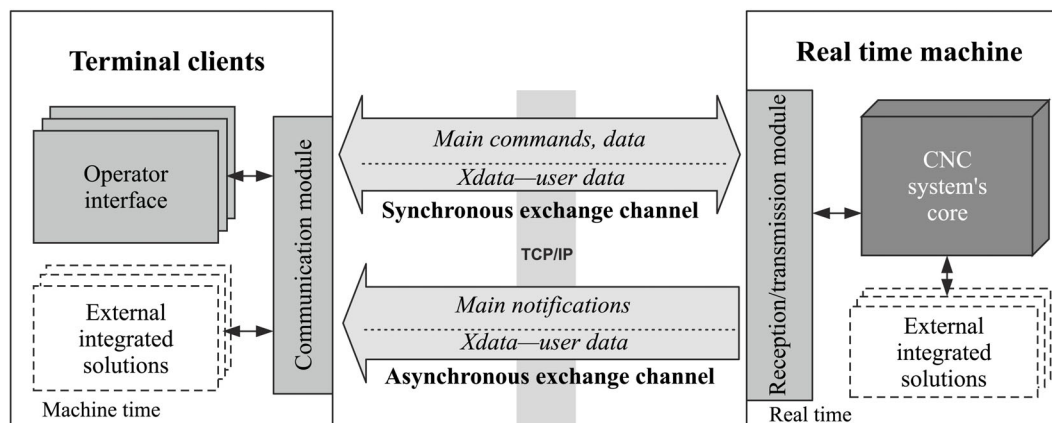 Terminal clients
Operator
interface
External
integrated
solutions
Machine time
Communication module
Main commands, data
Xdata—user data
Synchronous exchange channel
TCP/IP
Main notifications
Xdata—user data
Asynchronous exchange channel
Real time machine
Reception/transmission module
CNC
system's
core
External
integrated
solutions
Real time